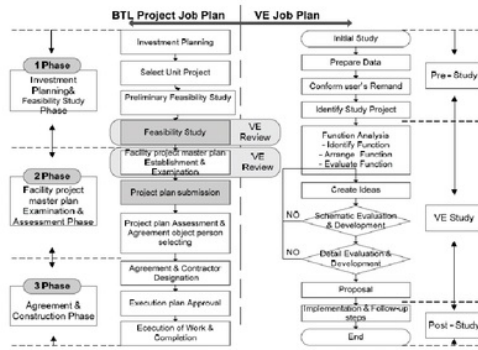 BTL Project Job Plan
VE Job Plan
1 Phase
Investment
Planning&
Feasibility Study
Phase
2 Phase
Facility project
master plan
Examination &
Assessment Phase
3 Phase
Agreement &
Construction Phase
Investment Planning
Select Unit Project
Preliminary Feasibility Study
Feasibility Study
VE
Review
Facility project master plan
Establishment &
Examination
VE
Review
Project plan submission
Project plan Assessment &
Agreement object person
selecting
Agreement & Contractor
Designation
Execution plan Approval
Execution of Work &
Completion
Initial Study
Prepare Data
Conform user's Remand
Identify Study Project
Function Analysis
- Identify Function
- Arrange Function
- Evaluate Function
Create Ideas
NO
Schematic Evaluation
& Development
NO
Detail Evaluation &
Development
Proposal
Implementation & Follow-up
steps
End
Pre - Study
VE Study
Post - Study